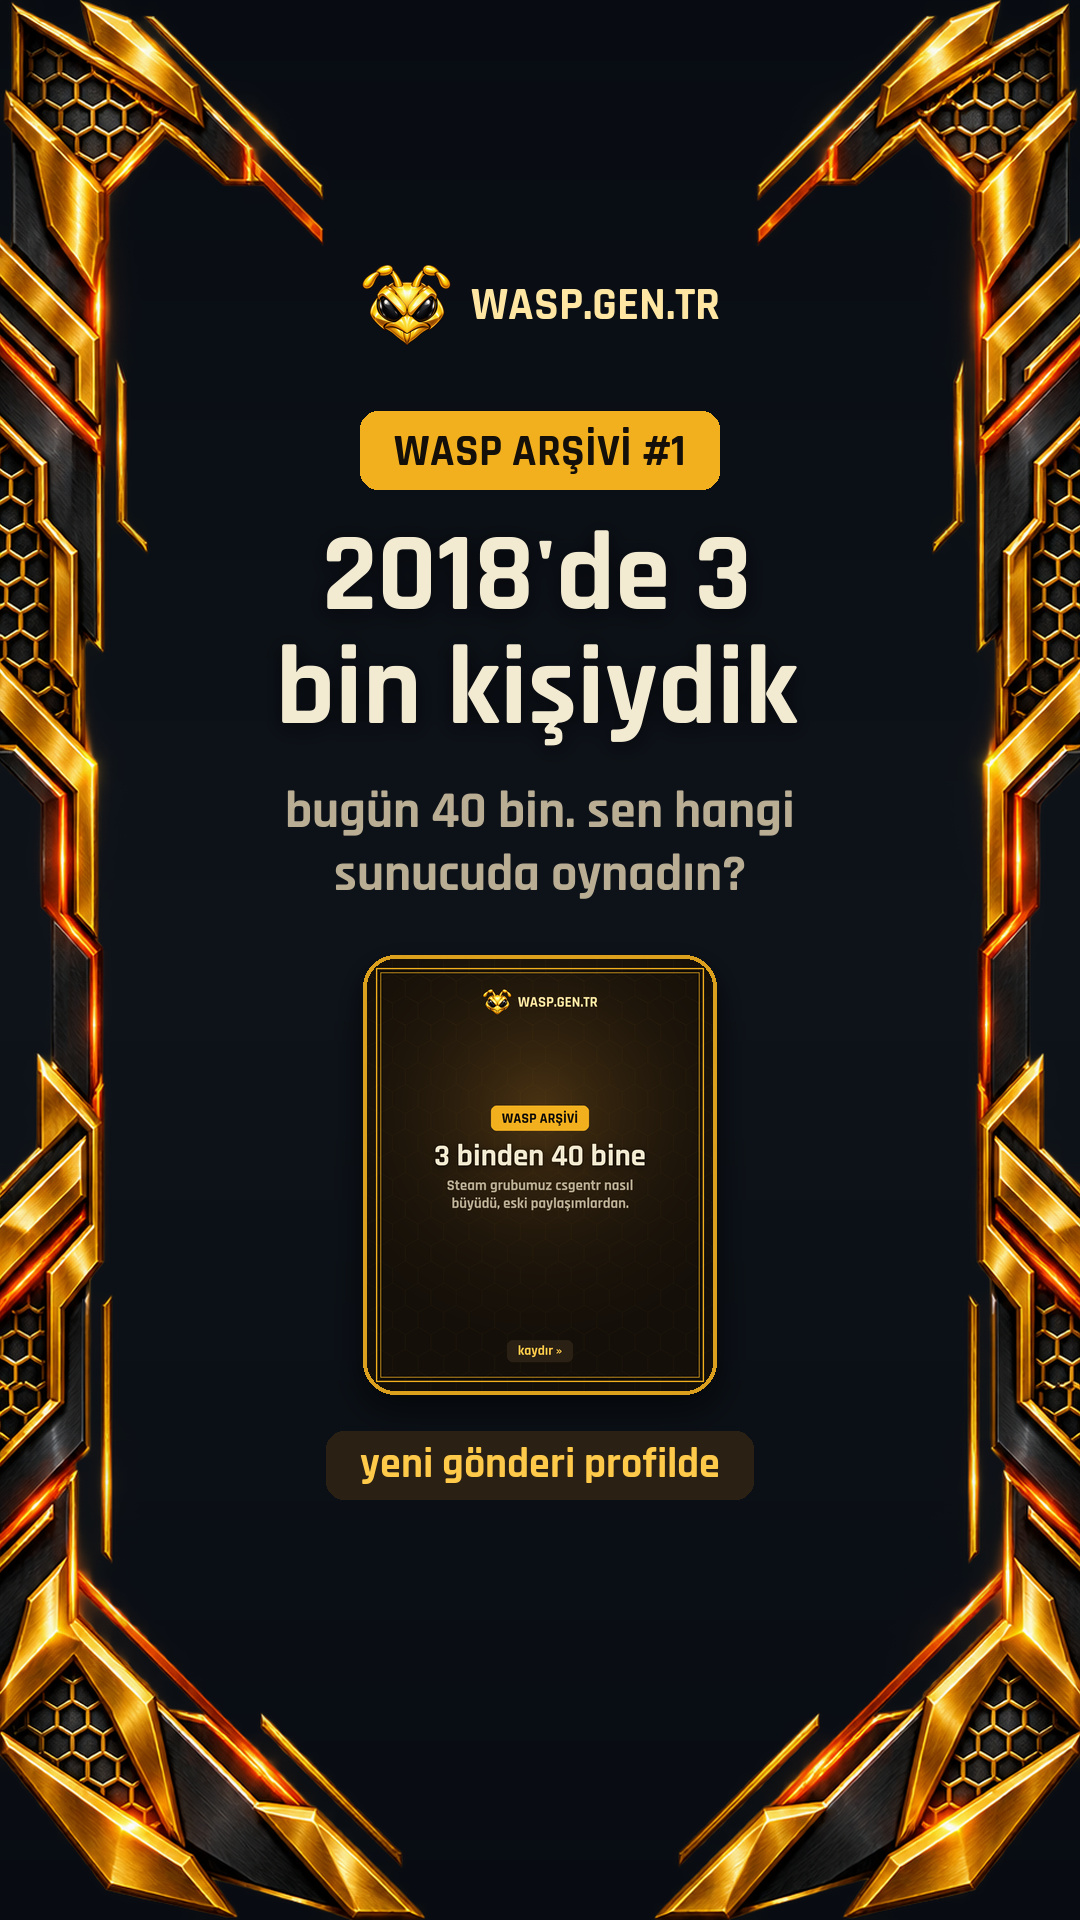 WASP.GEN.TR
WASP ARŞİVİ #1
2018'de 3
bin kişiydik
bugün 40 bin. sen hangi
sunucuda oynadın?
WASP.GEN.TR
WASP ARŞİVİ
3 binden 40 bine
Steam grubumuz csgentr nasıl
büyüdü, eski paylaşımlardan.
kaydır »
yeni gönderi profilde